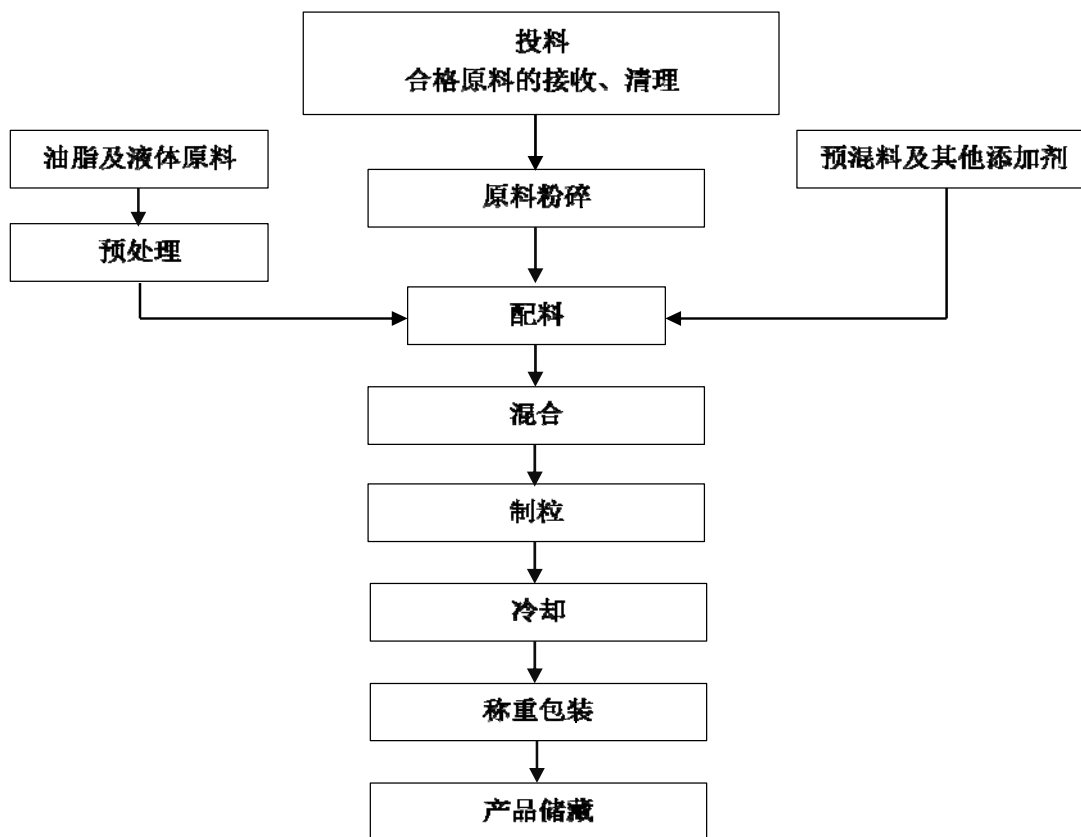 投料
合格原料的接收、清理
油脂及液体原料
预混料及其他添加剂
原料粉碎
预处理
配料
混合
制粒
冷却
称重包装
产品储藏